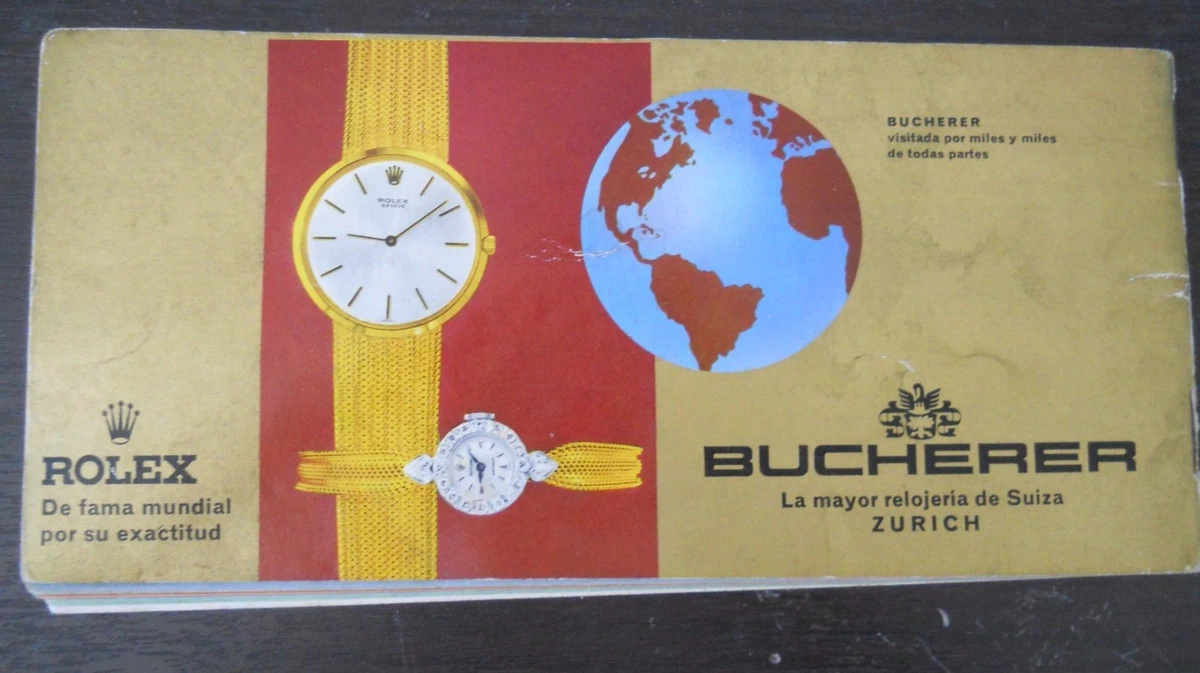 ROLEX
GENEVE
BUCHERER
visitada por miles y miles
de todas partes
ROLEX
De fama mundial
por su exactitud
BUCHERER
La mayor relojeria de Suiza
ZURICH